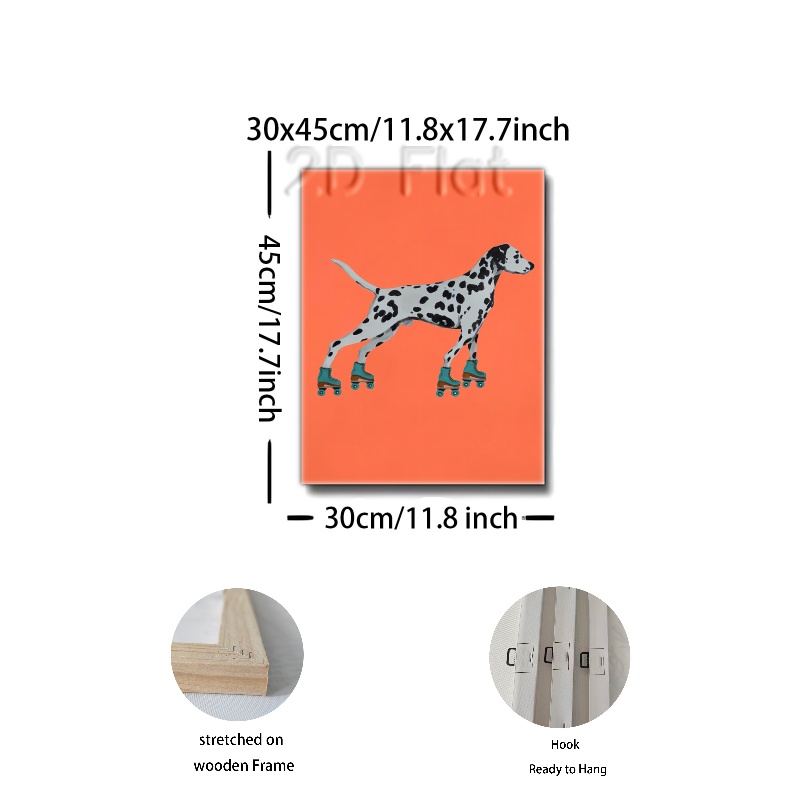 30x45cm/11.8x17.7inch
2D Flat
45cm/17.7inch
30cm/11.8 inch
stretched on
wooden Frame
Hook
Ready to Hang